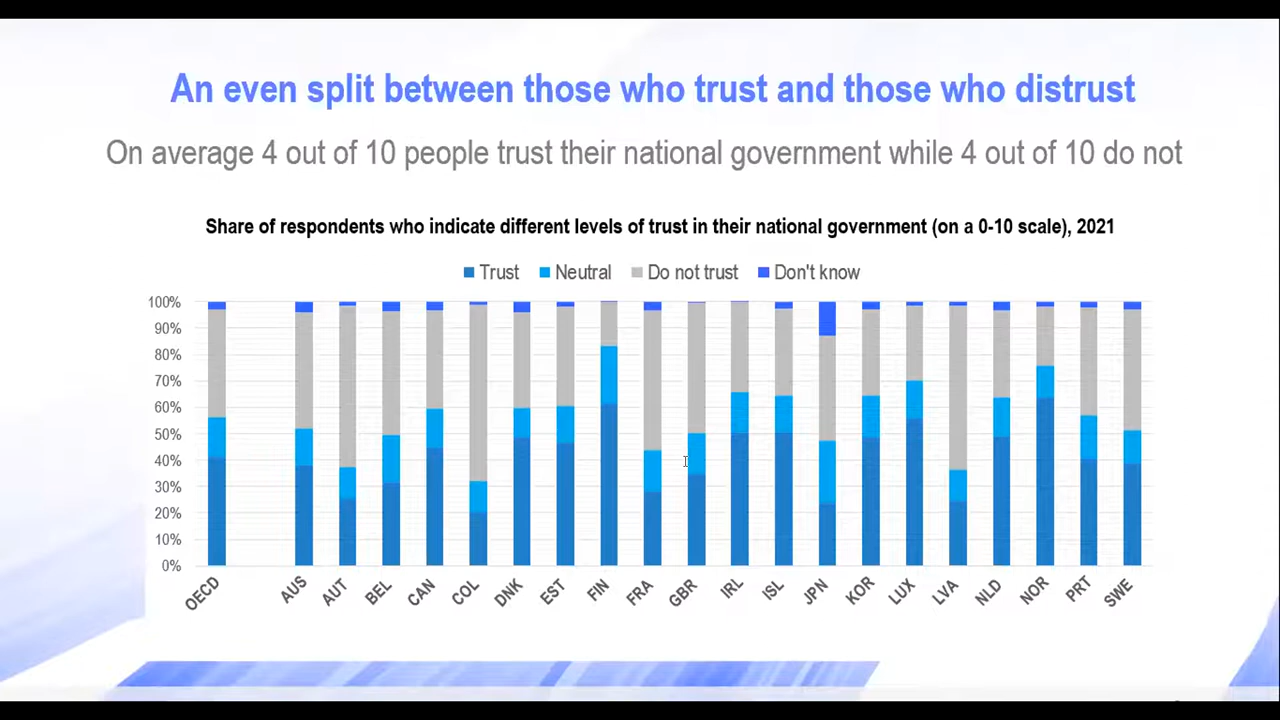 An even split between those who trust and those who distrust
On average 4 out of 10 people trust their national government while 4 out of 10 do not
Share of respondents who indicate different levels of trust in their national government (on a 0-10 scale), 2021
Trust Neutral Do not trust Don't know
100%
90%
80%
70%
60%
50%
40%
30%
20%
10%
0%
OECD AUS AUT BEL CAN COL DNK EST FIN FRA GBR IRL ISL JPN KOR LUX LVA NLD NOR PRT SWE